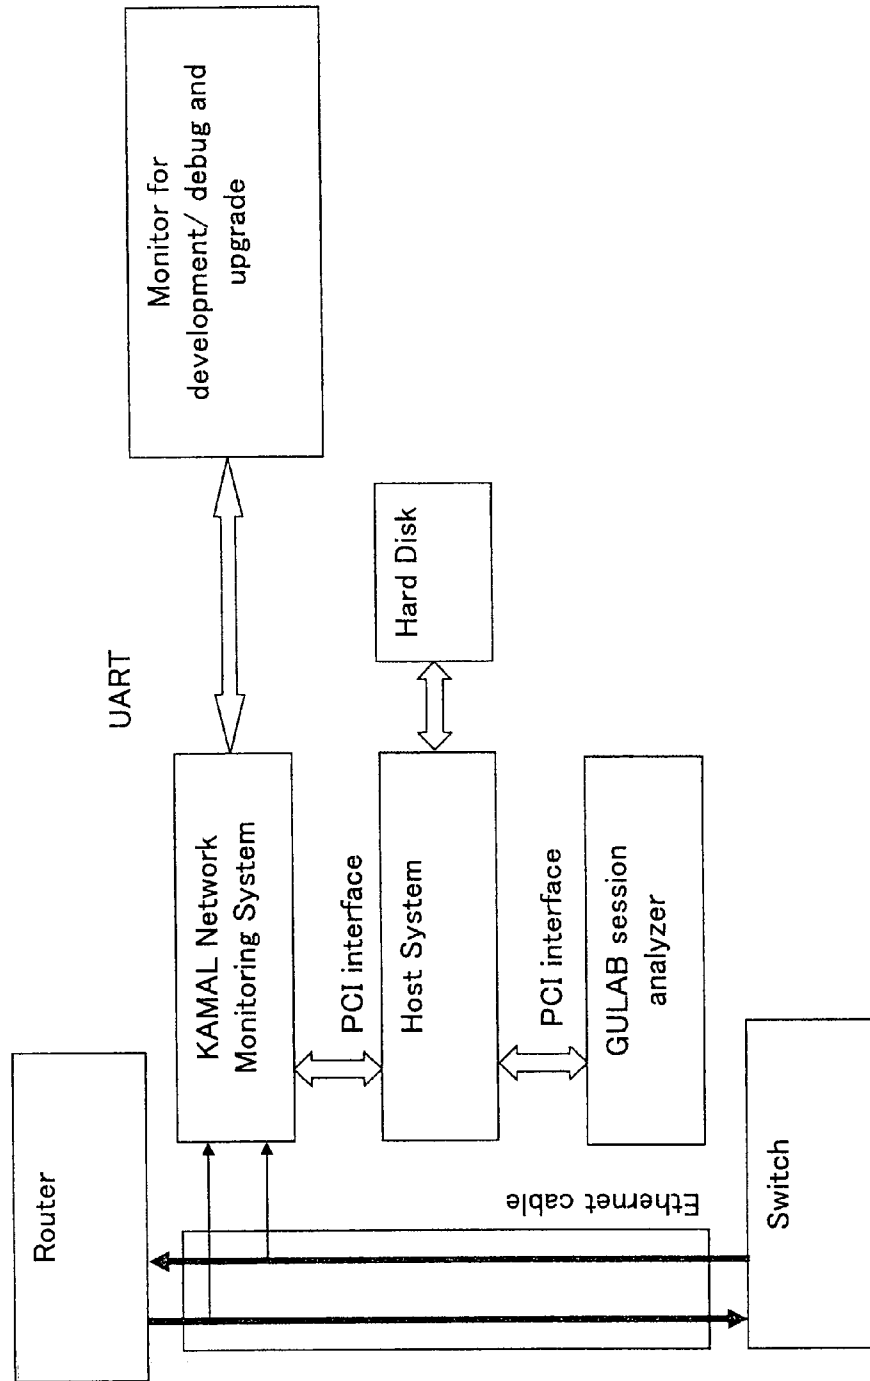 Router
KAMAL Network
Monitoring System
UART
Monitor for
development/ debug and
upgrade
PCI interface
Host System
Hard Disk
PCI interface
GULAB session
analyzer
Ethernet cable
Switch